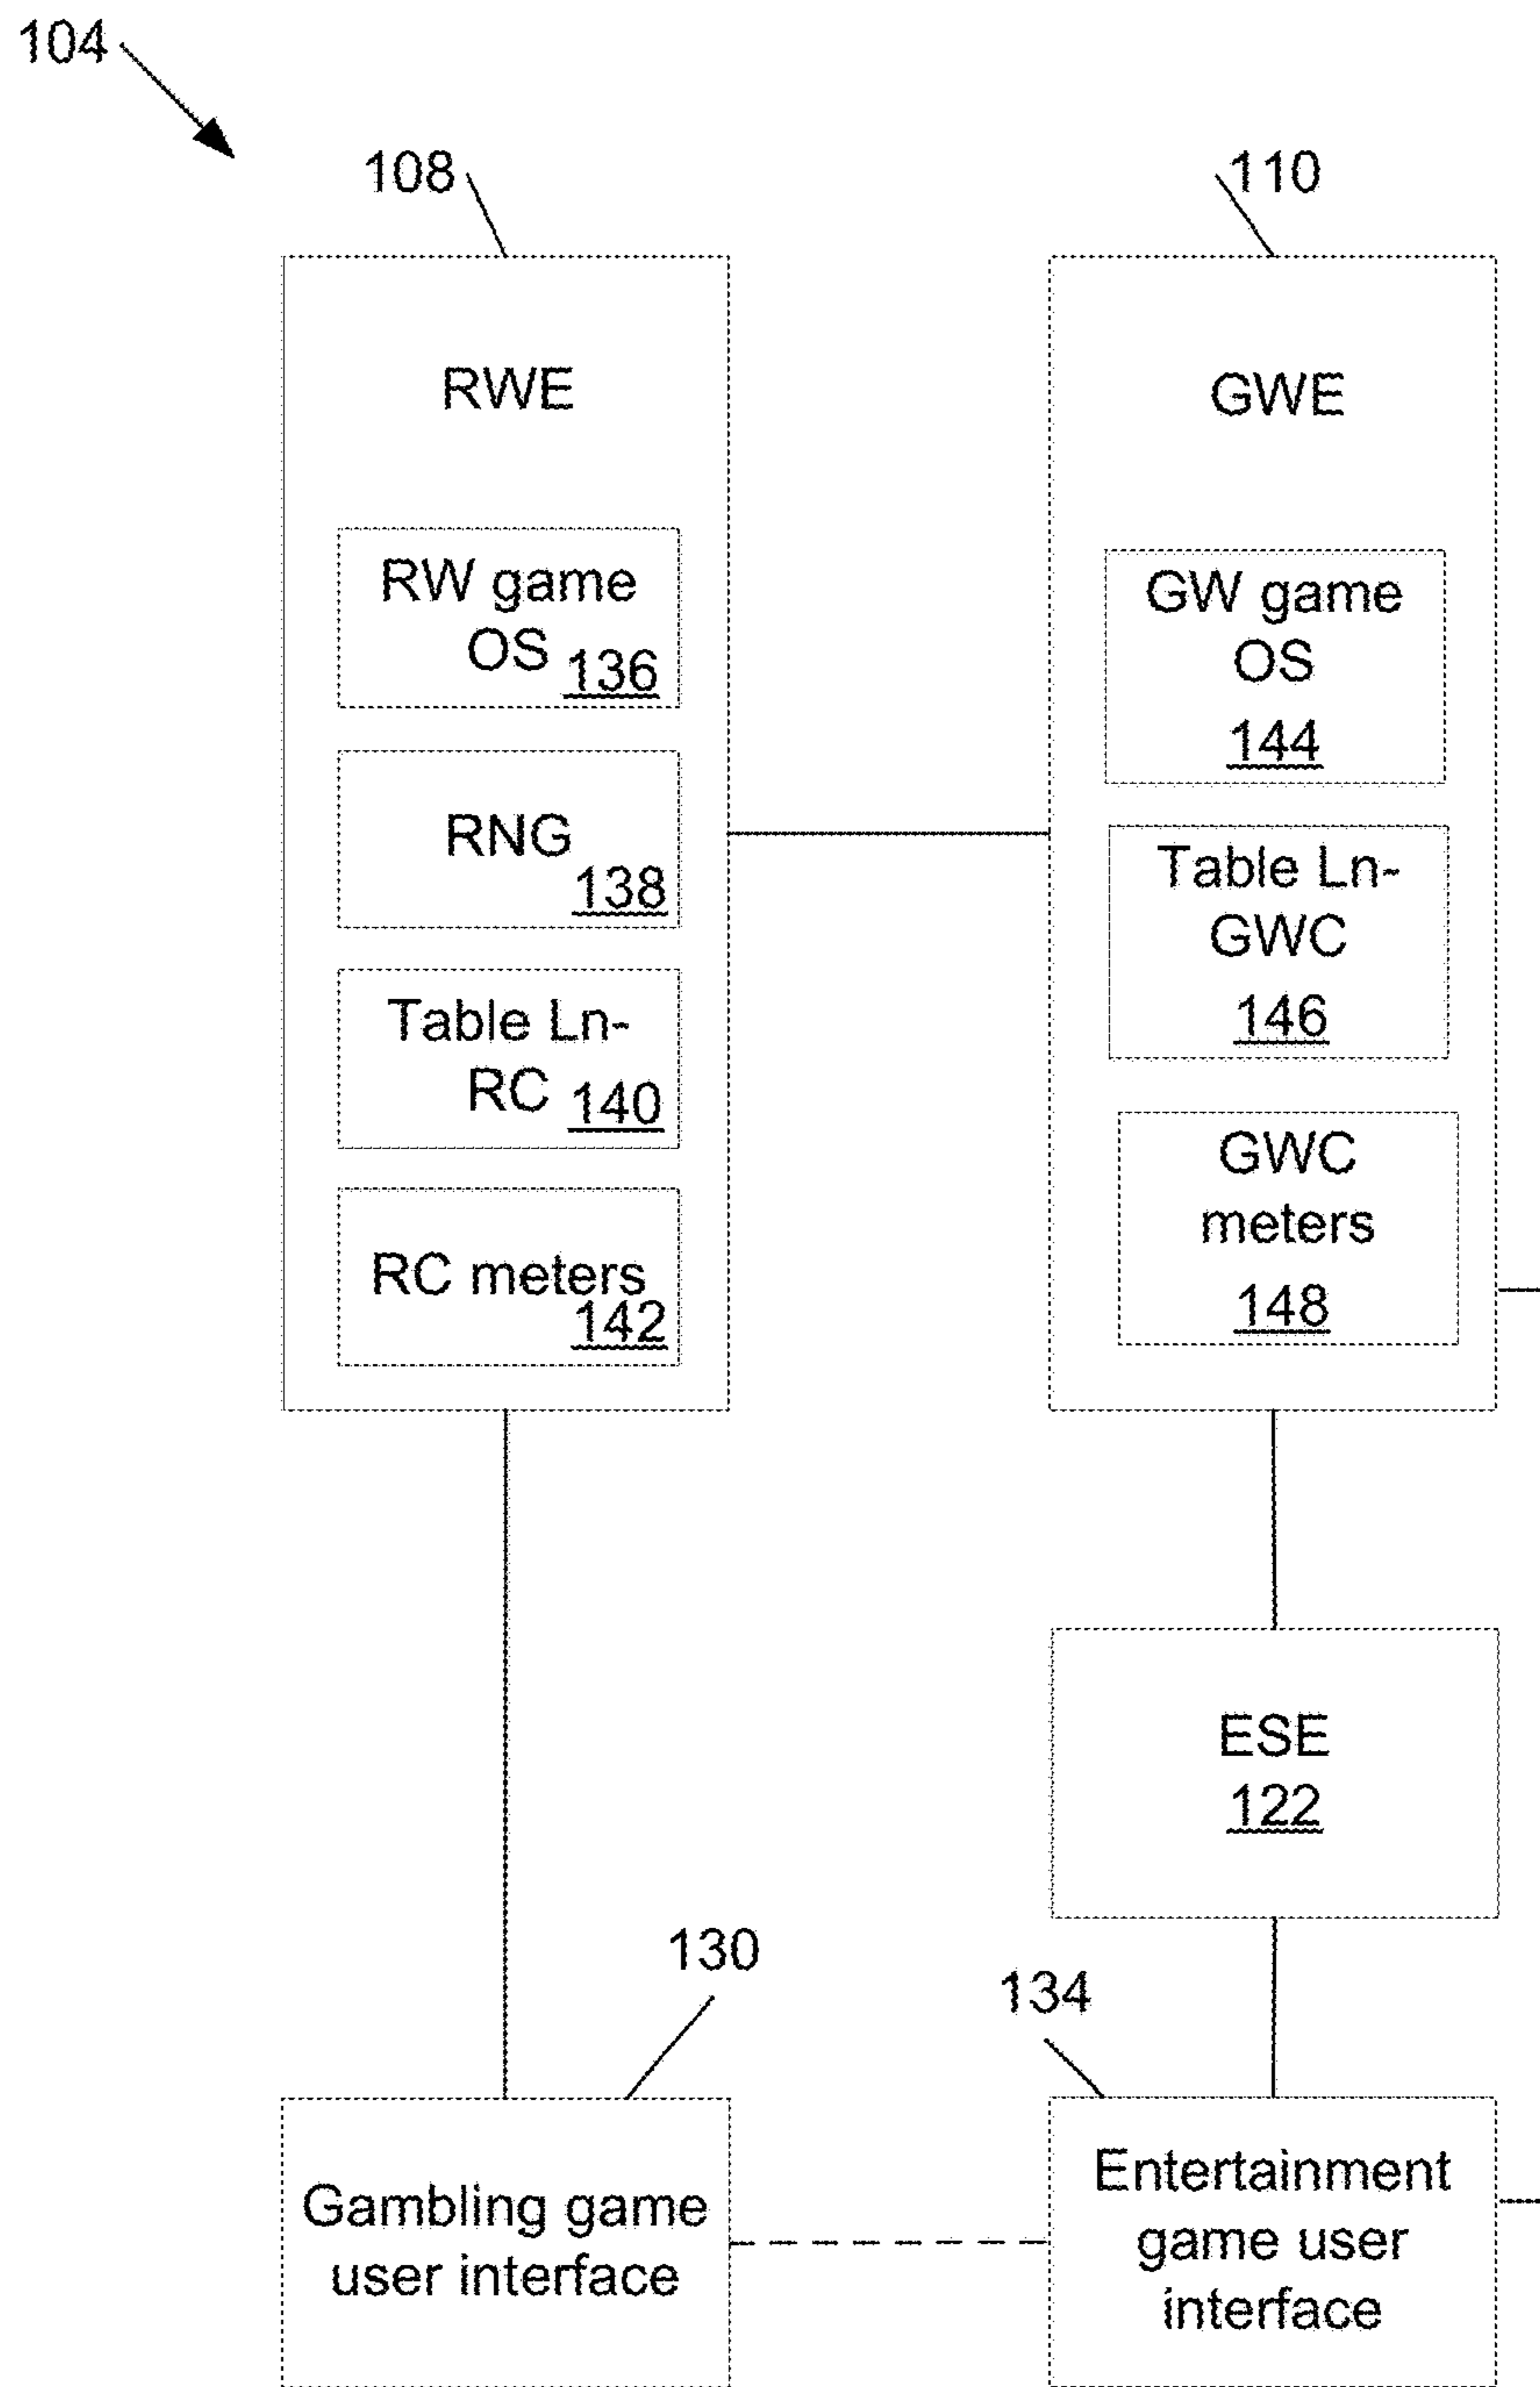 104
108
110
RWE
RW game
OS 136
RNG
138
Table Ln-
RC 140
RC meters
142
GWE
GW game
OS
144
Table Ln-
GWC
146
GWC
meters
148
ESE
122
130
134
Gambling game
user interface
Entertainment
game user
interface